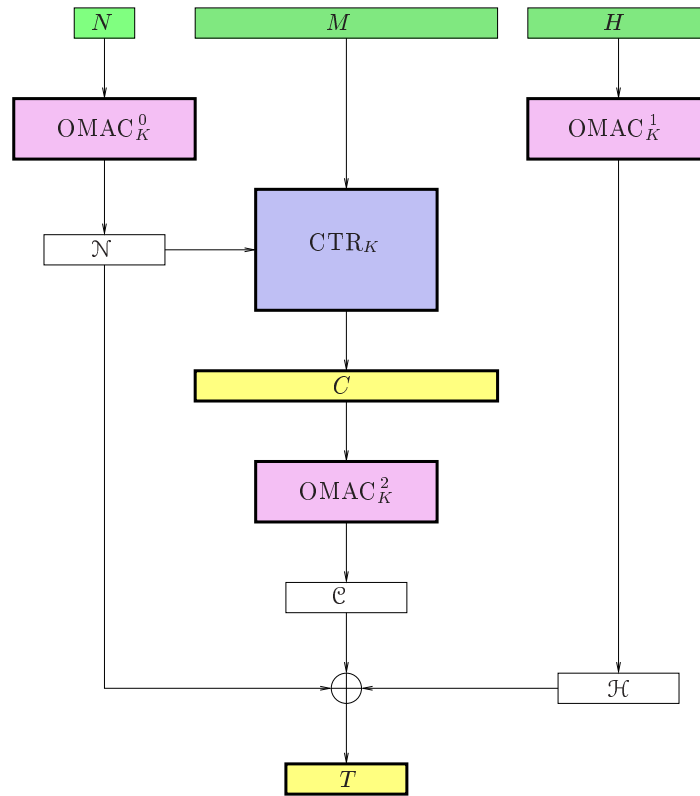 N M H
OMAC⁰_K OMAC¹_K
𝒩 CTR_K
C
OMAC²_K
𝒞
ℋ
T